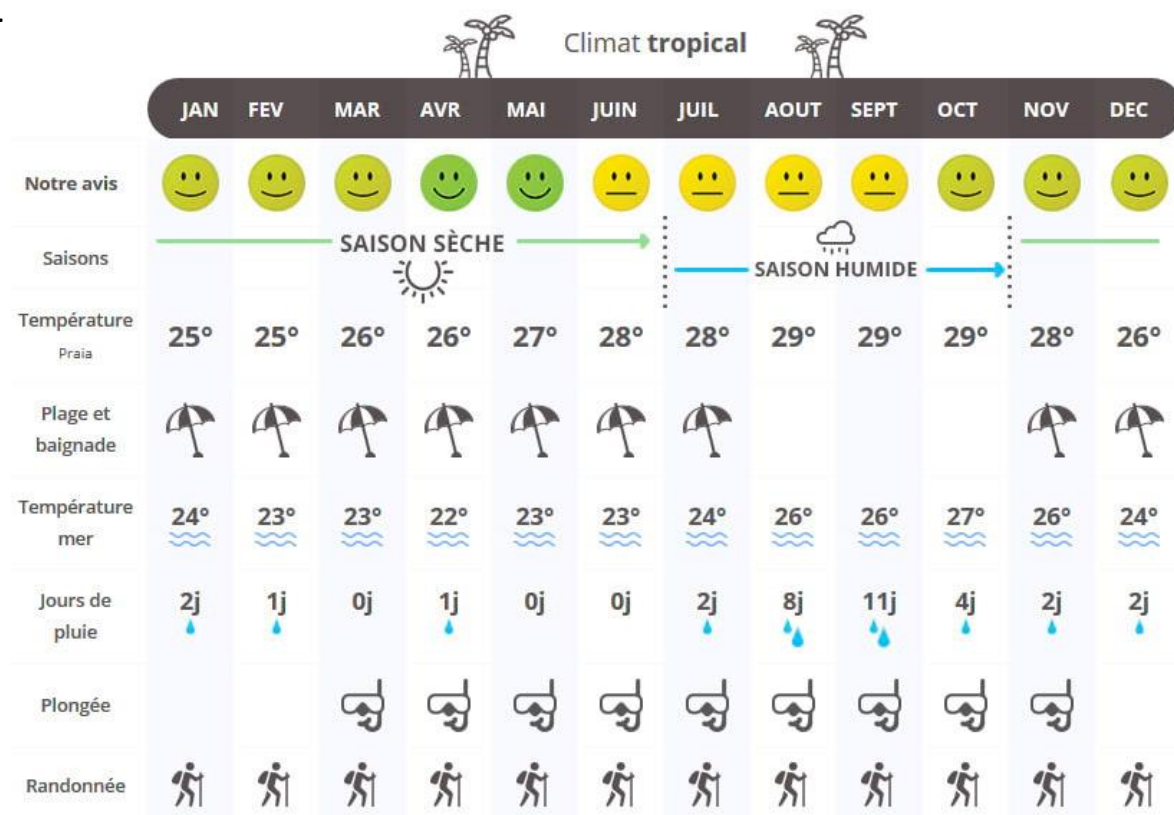 .
Climat tropical
JAN FEV MAR AVR MAI JUIN JUIL AOUT SEPT OCT NOV DEC
Notre avis
Saisons
SAISON SÈCHE
SAISON HUMIDE
Température
Praia
25° 25° 26° 26° 27° 28° 28° 29° 29° 29° 28° 26°
Plage et
baignade
Température
mer
24° 23° 23° 22° 23° 23° 24° 26° 26° 27° 26° 24°
Jours de
pluie
2j 1j 0j 1j 0j 0j 2j 8j 11j 4j 2j 2j
Plongée
Randonnée